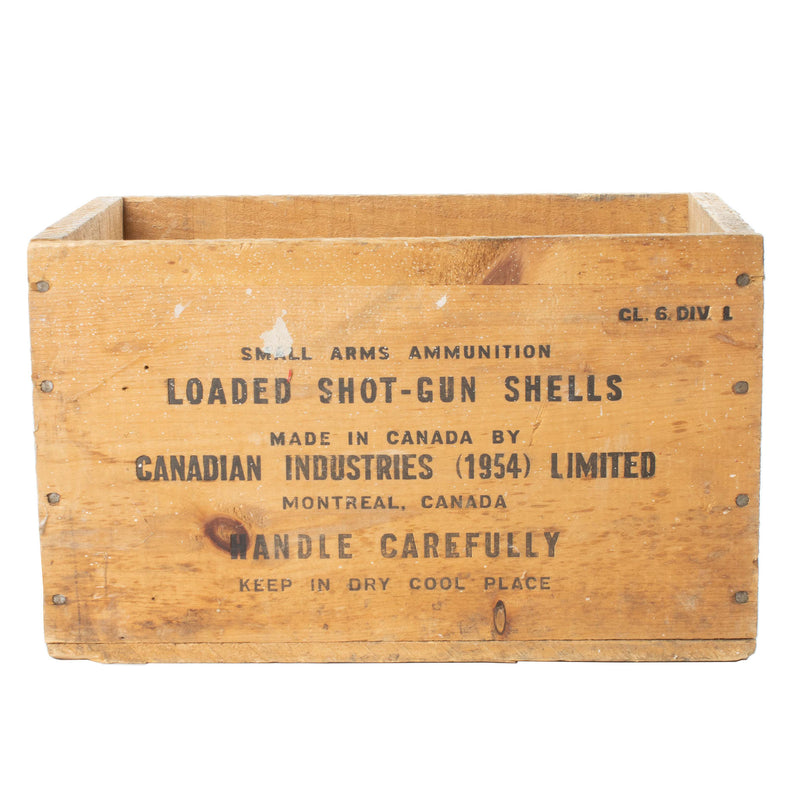 CL. 6. DIV. 1
SMALL ARMS AMMUNITION
LOADED SHOT-GUN SHELLS
MADE IN CANADA BY
CANADIAN INDUSTRIES (1954) LIMITED
MONTREAL, CANADA
HANDLE CAREFULLY
KEEP IN DRY COOL PLACE